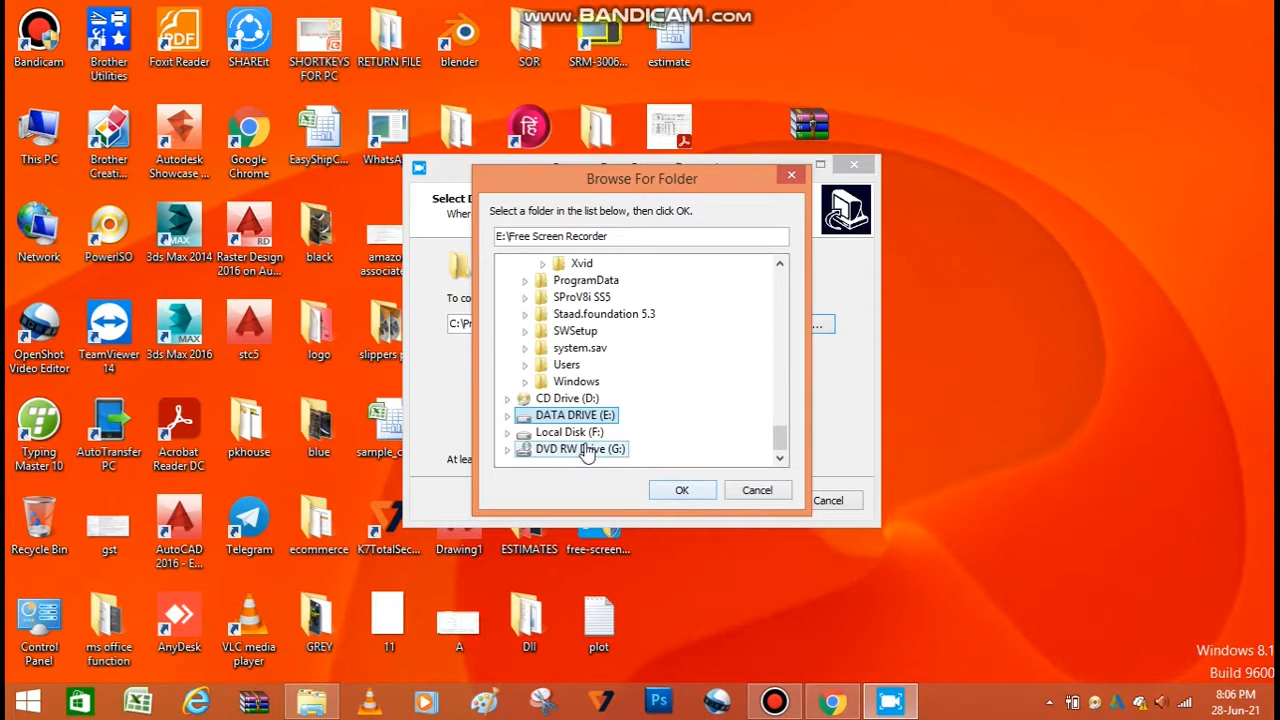 www.BANDICAM.com
Bandicam
Brother Utilities
Foxit Reader
SHAREit
SHORTKEYS FOR PC
RETURN FILE
blender
SOR
SRM-3006...
estimate
This PC
Brother Creati...
Autodesk Showcase ...
Google Chrome
EasyShipC...
WhatsA
हिं
Network
PowerISO
3ds Max 2014
Raster Design 2016 on Au...
black
amazo
associate
OpenShot Video Editor
TeamViewer 14
3ds Max 2016
stc5
logo
slippers p
Typing Master 10
AutoTransfer PC
Acrobat Reader DC
pkhouse
blue
sample_c
Recycle Bin
gst
AutoCAD 2016 - E...
Telegram
ecommerce
K7TotalSec...
Drawing1
ESTIMATES
free-screen...
Control Panel
ms office function
AnyDesk
VLC media player
GREY
11
A
Dll
plot
Select D
Wher
To co
C:\Pr
...
At lea
Cancel
Browse For Folder
Select a folder in the list below, then click OK.
E:\Free Screen Recorder
Xvid
ProgramData
SProV8i SS5
Staad.foundation 5.3
SWSetup
system.sav
Users
Windows
CD Drive (D:)
DATA DRIVE (E:)
Local Disk (F:)
DVD RW Drive (G:)
OK
Cancel
Windows 8.1
Build 9600
8:06 PM
28-Jun-21